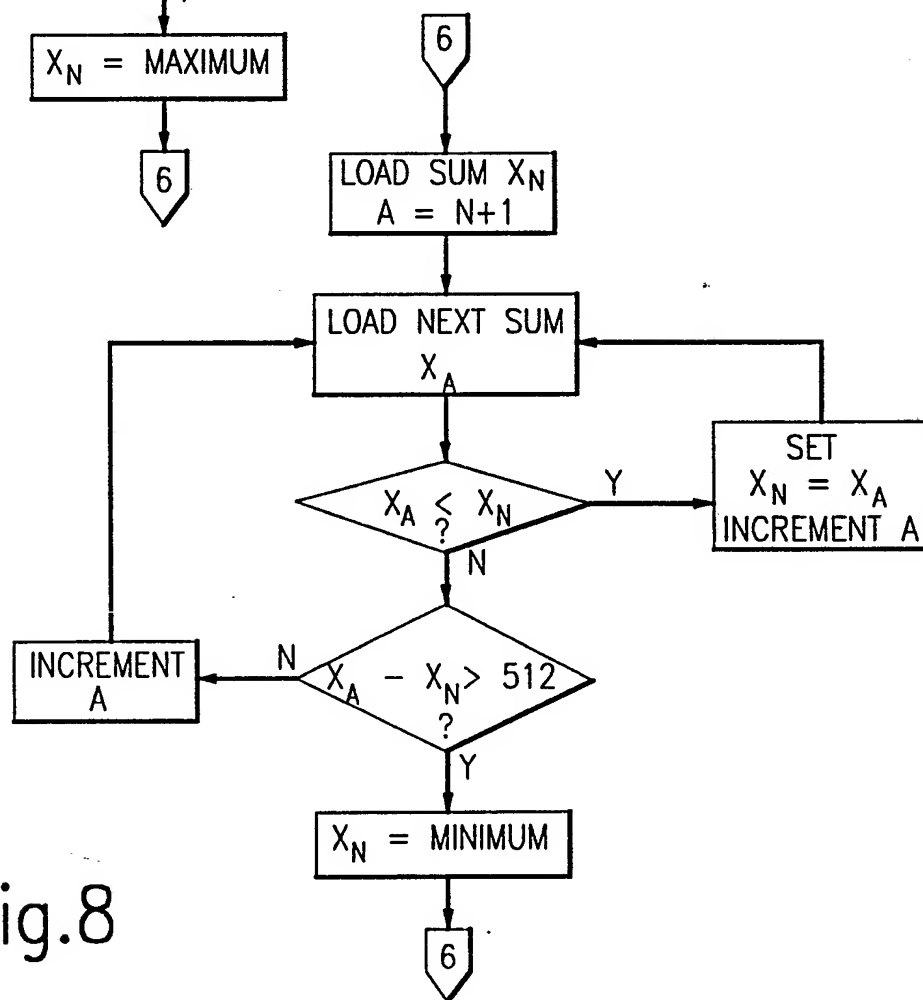 X_N = MAXIMUM
6
6
LOAD SUM X_N
A = N+1
LOAD NEXT SUM
X_A
X_A < X_N
?
Y
N
SET
X_N = X_A
INCREMENT A
X_A - X_N > 512
?
N
Y
INCREMENT
A
X_N = MINIMUM
6
ig.8